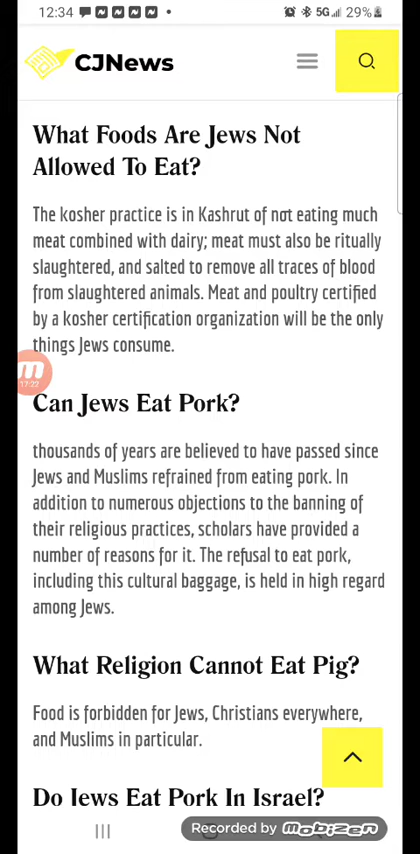 12:34
5G 29%
CJNews
What Foods Are Jews Not
Allowed To Eat?
The kosher practice is in Kashrut of not eating much
meat combined with dairy; meat must also be ritually
slaughtered, and salted to remove all traces of blood
from slaughtered animals. Meat and poultry certified
by a kosher certification organization will be the only
things Jews consume.
m
17:22
Can Jews Eat Pork?
thousands of years are believed to have passed since
Jews and Muslims refrained from eating pork. In
addition to numerous objections to the banning of
their religious practices, scholars have provided a
number of reasons for it. The refusal to eat pork,
including this cultural baggage, is held in high regard
among Jews.
What Religion Cannot Eat Pig?
Food is forbidden for Jews, Christians everywhere,
and Muslims in particular.
Do Jews Eat Pork In Israel?
Recorded by mobizen